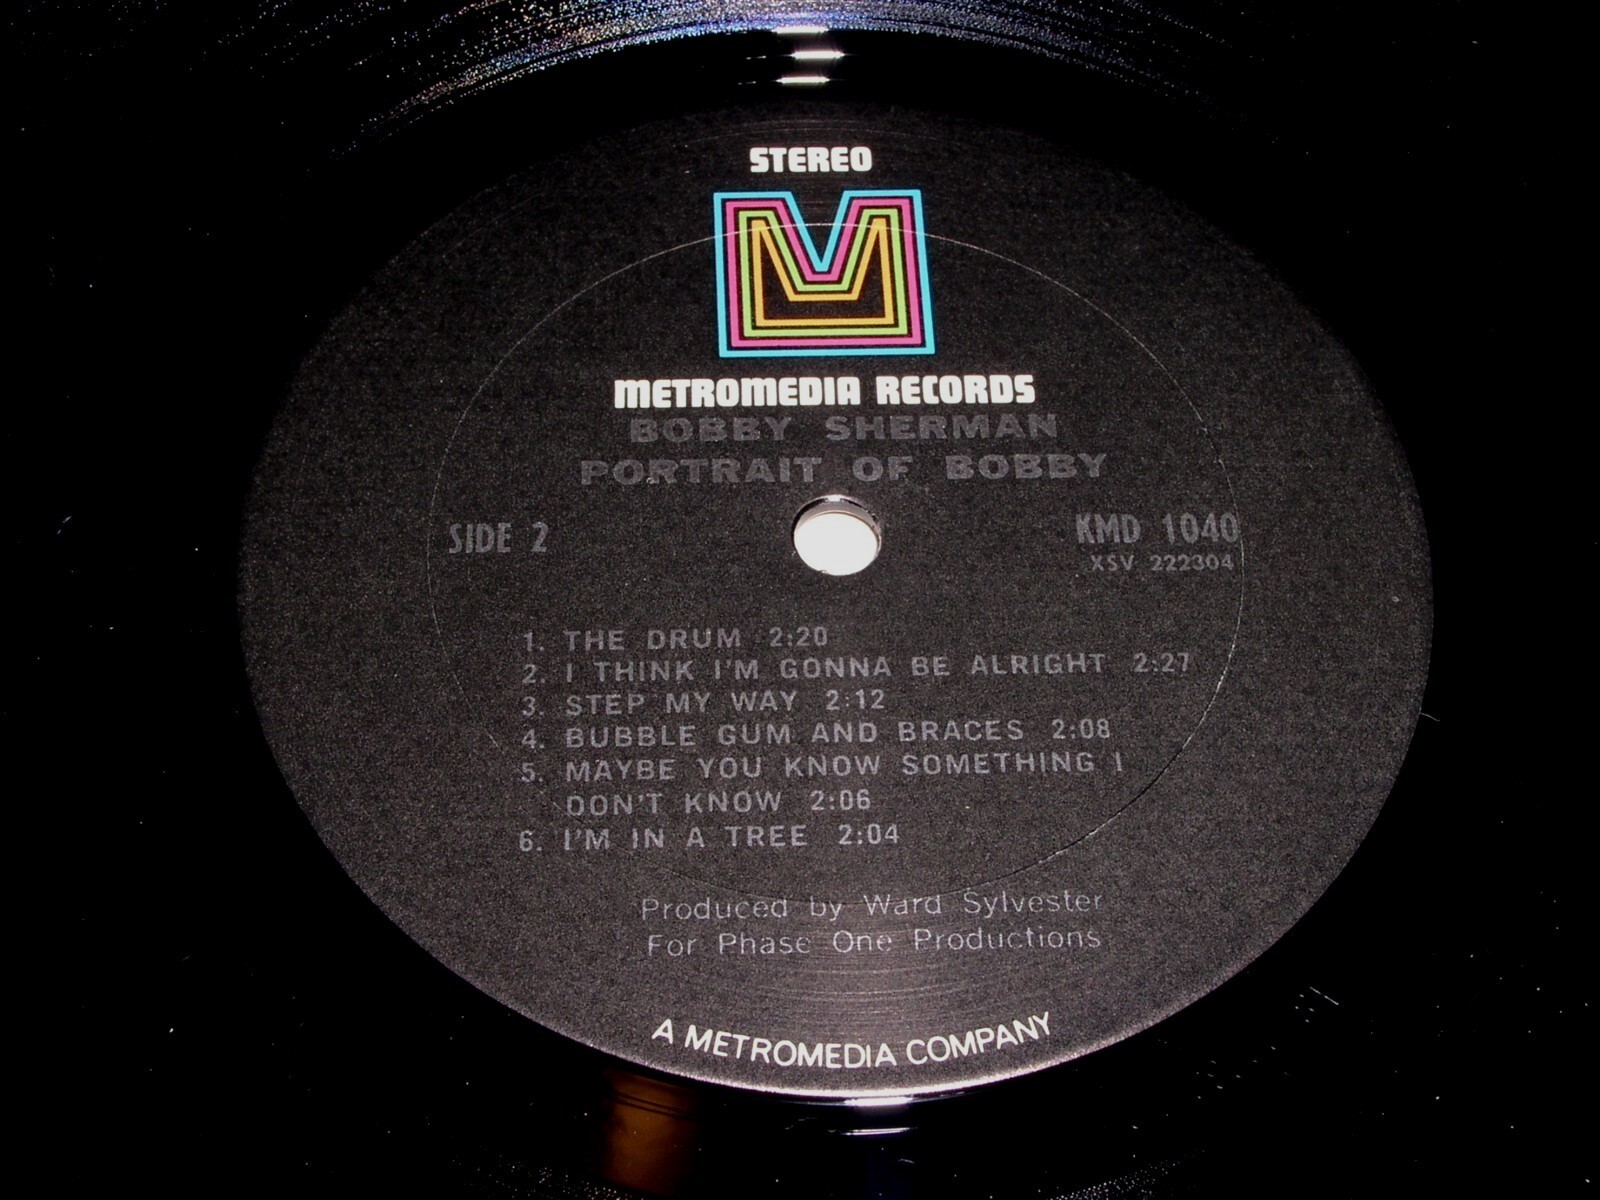 STEREO
METROMEDIA RECORDS
BOBBY SHERMAN
PORTRAIT OF BOBBY
SIDE 2
KMD 1040
XSV 222304
1. THE DRUM 2:20
2. I THINK I'M GONNA BE ALRIGHT 2:27
3. STEP MY WAY 2:12
4. BUBBLE GUM AND BRACES 2:08
5. MAYBE YOU KNOW SOMETHING I
DON'T KNOW 2:06
6. I'M IN A TREE 2:04
Produced by Ward Sylvester
For Phase One Productions
A METROMEDIA COMPANY